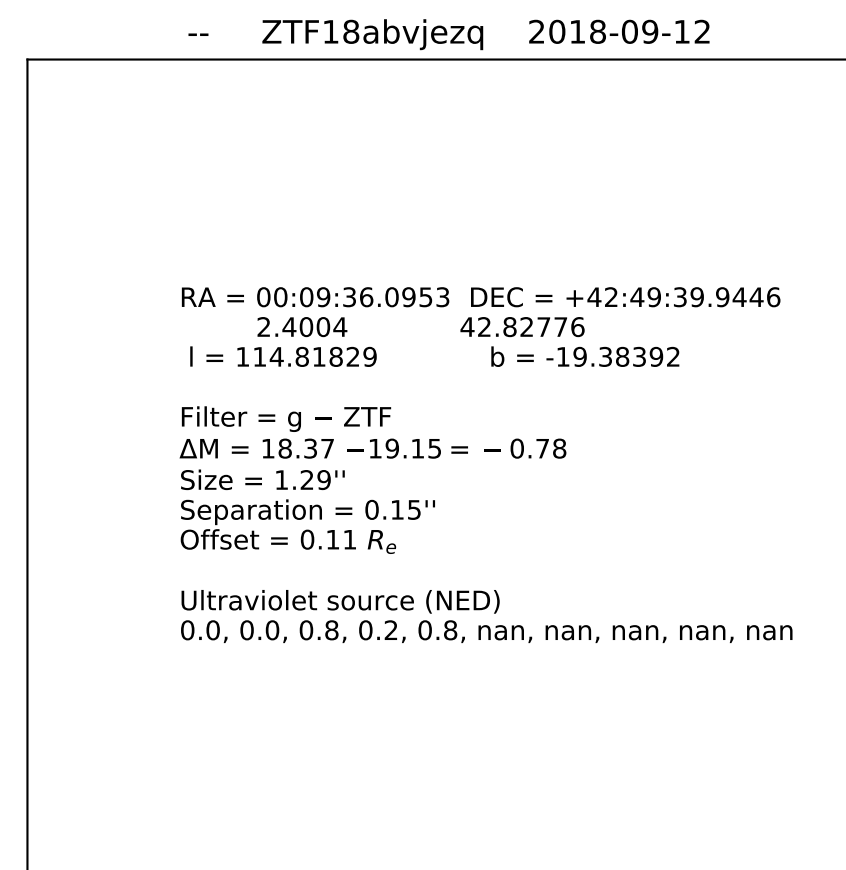 -- ZTF18abvjezq 2018-09-12
RA = 00:09:36.0953 DEC = +42:49:39.9446
2.4004 42.82776
l = 114.81829 b = -19.38392
Filter = g − ZTF
ΔM = 18.37 −19.15 = − 0.78
Size = 1.29''
Separation = 0.15''
Offset = 0.11 Re
Ultraviolet source (NED)
0.0, 0.0, 0.8, 0.2, 0.8, nan, nan, nan, nan, nan